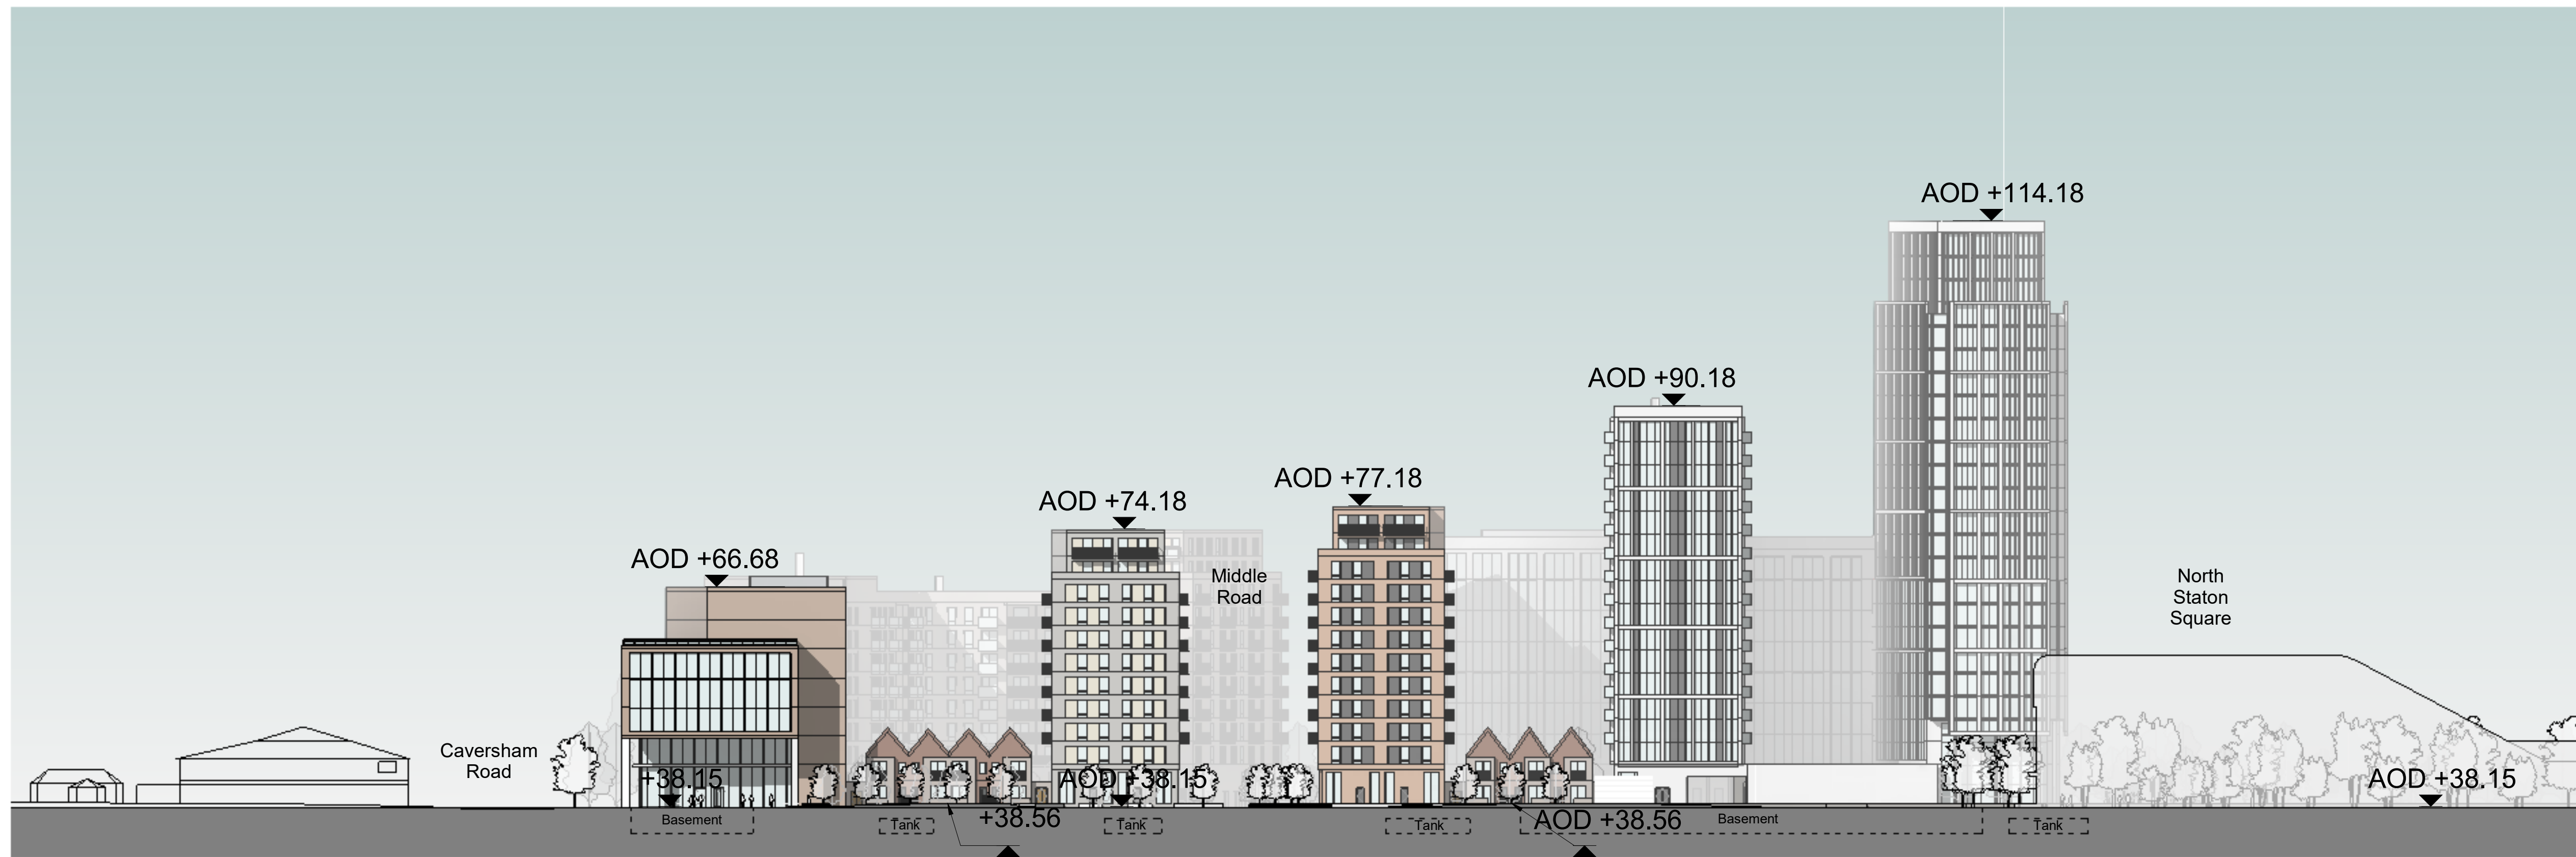 AOD +114.18
AOD +90.18
AOD +77.18
AOD +74.18
AOD +66.68
Middle
Road
North
Staton
Square
Caversham
Road
+38.15
AOD +38.15
AOD +38.15
Basement
Tank
+38.56
Tank
Tank
AOD +38.56
Basement
Tank